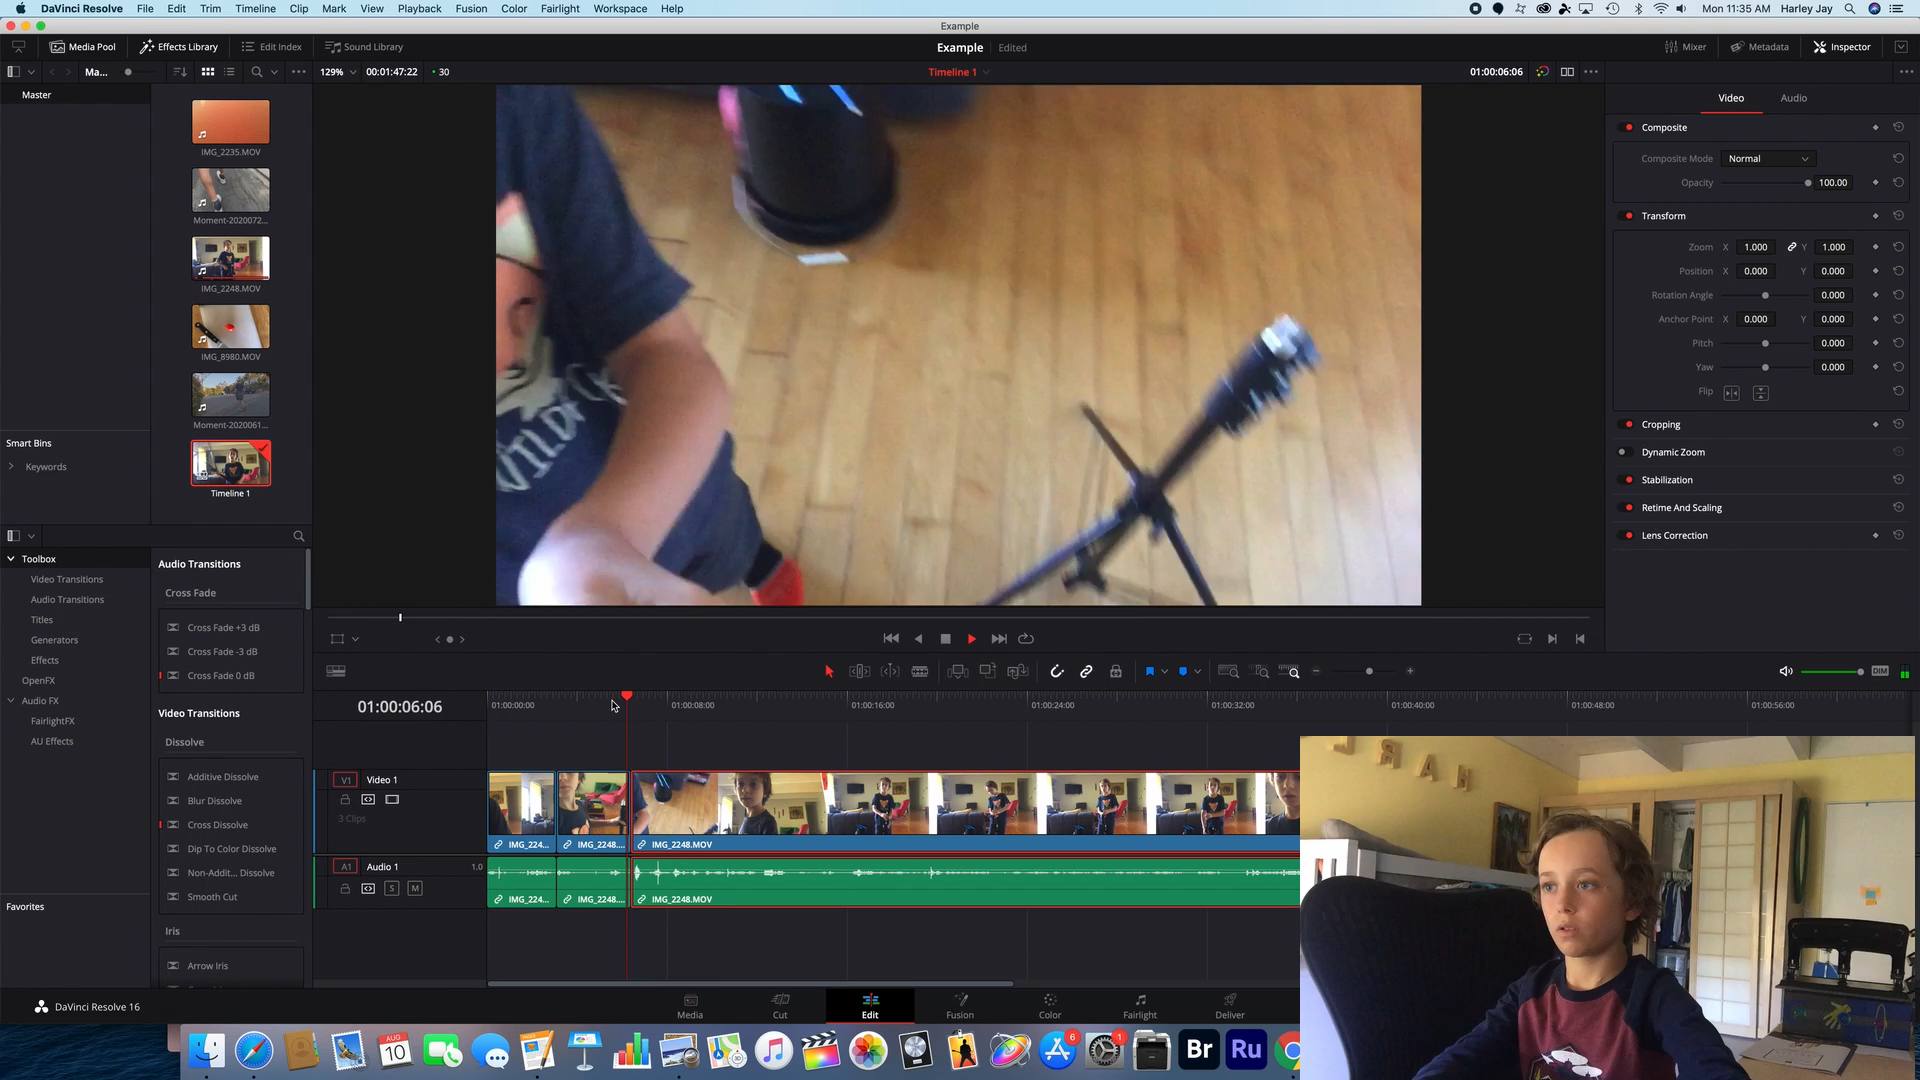 DaVinci Resolve File Edit Trim Timeline Clip Mark View Playback Fusion Color Fairlight Workspace Help Mon 11:35 AM Harley Jay
Example
Media Pool Effects Library Edit Index Sound Library Example Edited Mixer Metadata Inspector
Ma... 129% 00:01:47:22 30 Timeline 1 01:00:06:06
Master
IMG_2235.MOV
Moment-2020072...
IMG_2248.MOV
IMG_8980.MOV
Moment-2020061...
Timeline 1
Smart Bins
Keywords
Video Audio
Composite
Composite Mode Normal
Opacity 100.00
Transform
Zoom X 1.000 Y 1.000
Position X 0.000 Y 0.000
Rotation Angle 0.000
Anchor Point X 0.000 Y 0.000
Pitch 0.000
Yaw 0.000
Flip
Cropping
Dynamic Zoom
Stabilization
Retime And Scaling
Lens Correction
Toolbox
Video Transitions
Audio Transitions
Titles
Generators
Effects
OpenFX
Audio FX
FairlightFX
AU Effects
Favorites
Audio Transitions
Cross Fade
Cross Fade +3 dB
Cross Fade -3 dB
Cross Fade 0 dB
Video Transitions
Dissolve
Additive Dissolve
Blur Dissolve
Cross Dissolve
Dip To Color Dissolve
Non-Addit... Dissolve
Smooth Cut
Iris
Arrow Iris
DIM
01:00:06:06 01:00:00:00 01:00:08:00 01:00:16:00 01:00:24:00 01:00:32:00 01:00:40:00 01:00:48:00 01:00:56:00
V1 Video 1
3 Clips
IMG_224... IMG_2248.... IMG_2248.MOV
A1 Audio 1 1.0
S M
IMG_224... IMG_2248.... IMG_2248.MOV
HARL
DaVinci Resolve 16
Media Cut Edit Fusion Color Fairlight Deliver
AUG
10
6
1
Br
Ru